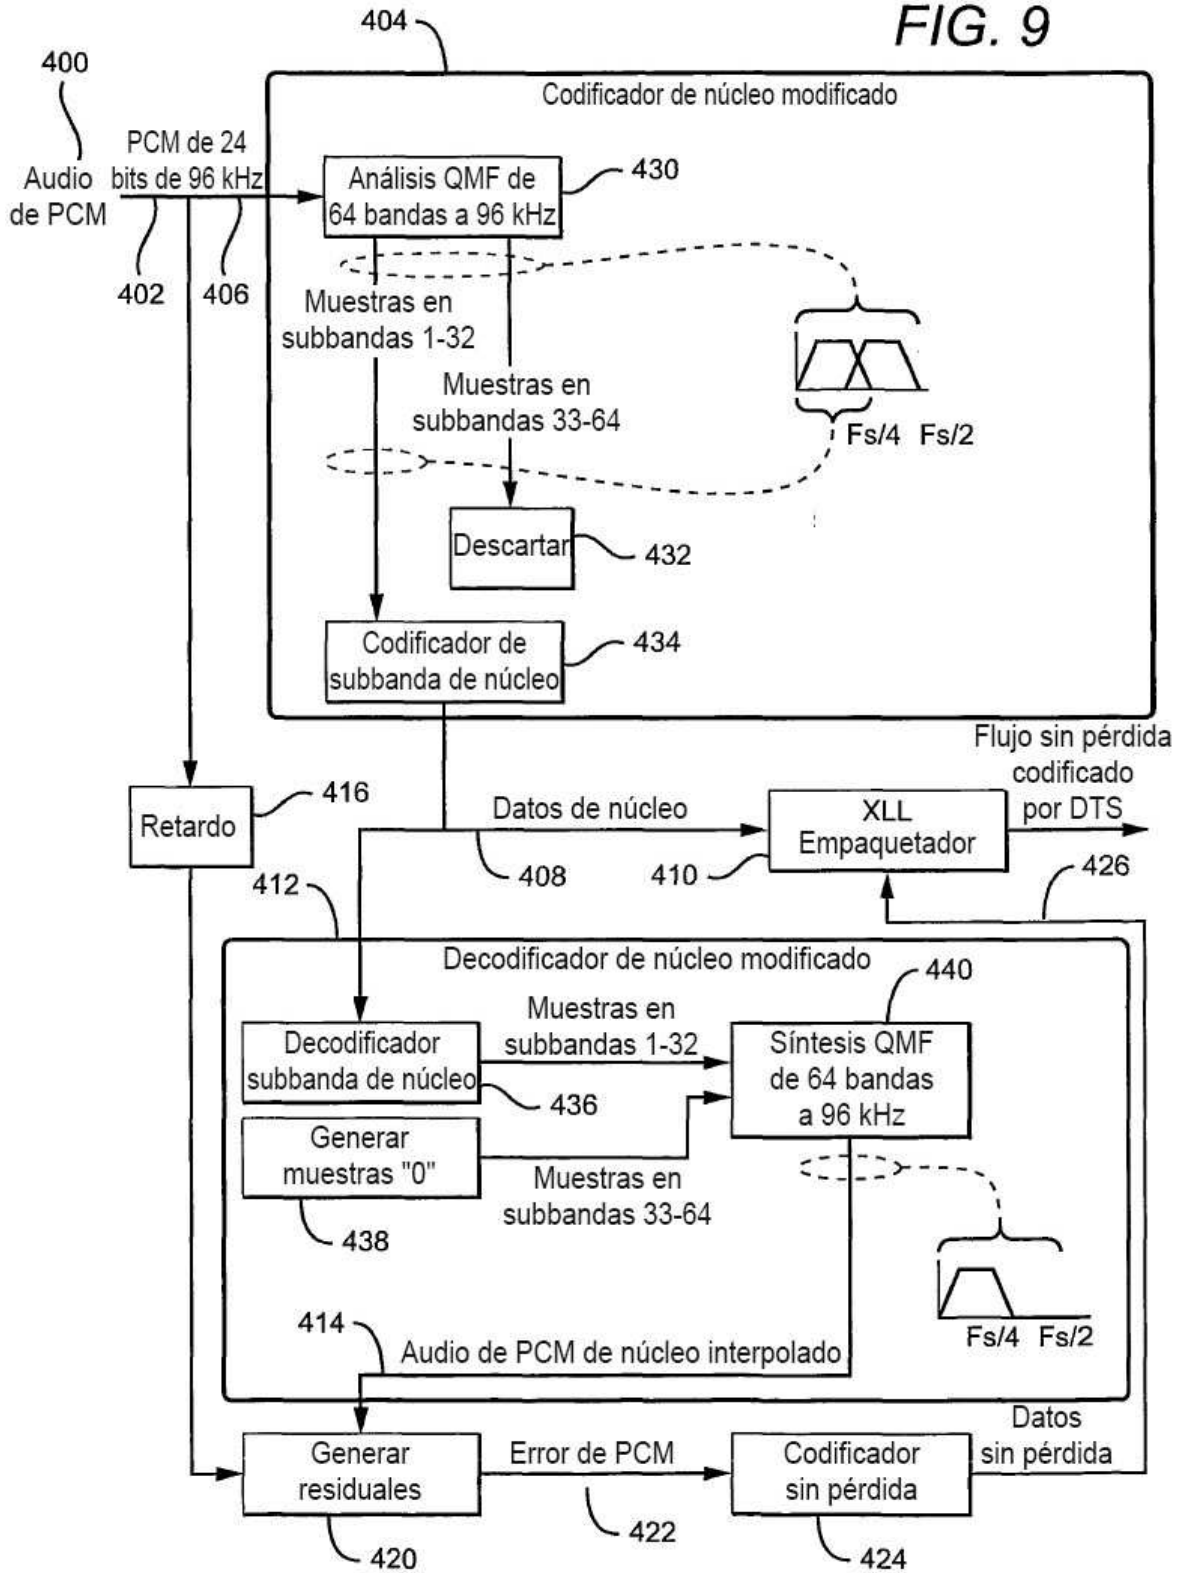 FIG. 9
404
400
Codificador de núcleo modificado
PCM de 24
bits de 96 kHz
Audio
de PCM
402
406
Análisis QMF de
64 bandas a 96 kHz
430
Muestras en
subbandas 1-32
Muestras en
subbandas 33-64
Fs/4 Fs/2
Descartar
432
Codificador de
subbanda de núcleo
434
Flujo sin pérdida
codificado
por DTS
Retardo
416
Datos de núcleo
408
XLL
Empaquetador
410
426
412
Decodificador de núcleo modificado
440
Decodificador
subbanda de núcleo
436
Muestras en
subbandas 1-32
Síntesis QMF
de 64 bandas
a 96 kHz
Generar
muestras "0"
438
Muestras en
subbandas 33-64
Fs/4 Fs/2
414
Audio de PCM de núcleo interpolado
Generar
residuales
420
Error de PCM
422
Codificador
sin pérdida
424
Datos
sin pérdida